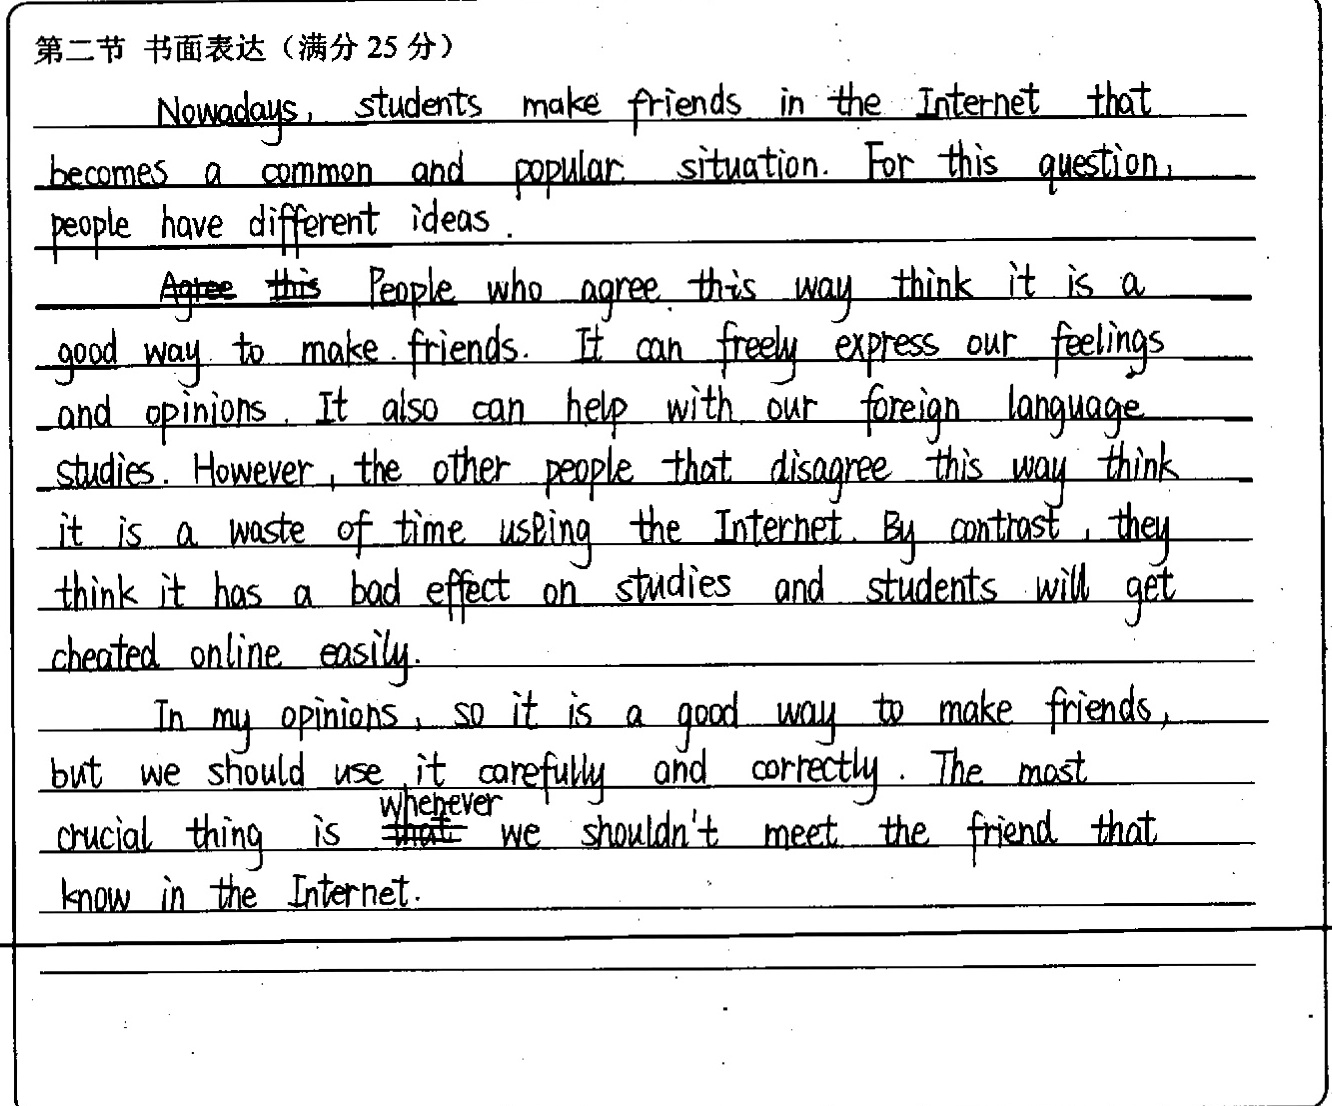 第二节 书面表达（满分 25 分）
Nowadays, students make friends in the Internet that
becomes a common and popular situation. For this question,
people have different ideas.
Agree this People who agree this way think it is a
good way to make friends. It can freely express our feelings
and opinions. It also can help with our foreign language
studies. However, the other people that disagree this way think
it is a waste of time using the Internet. By contrast, they
think it has a bad effect on studies and students will get
cheated online easily.
In my opinions, so it is a good way to make friends,
but we should use it carefully and correctly. The most
whenever
crucial thing is that we shouldn't meet the friend that
know in the Internet.